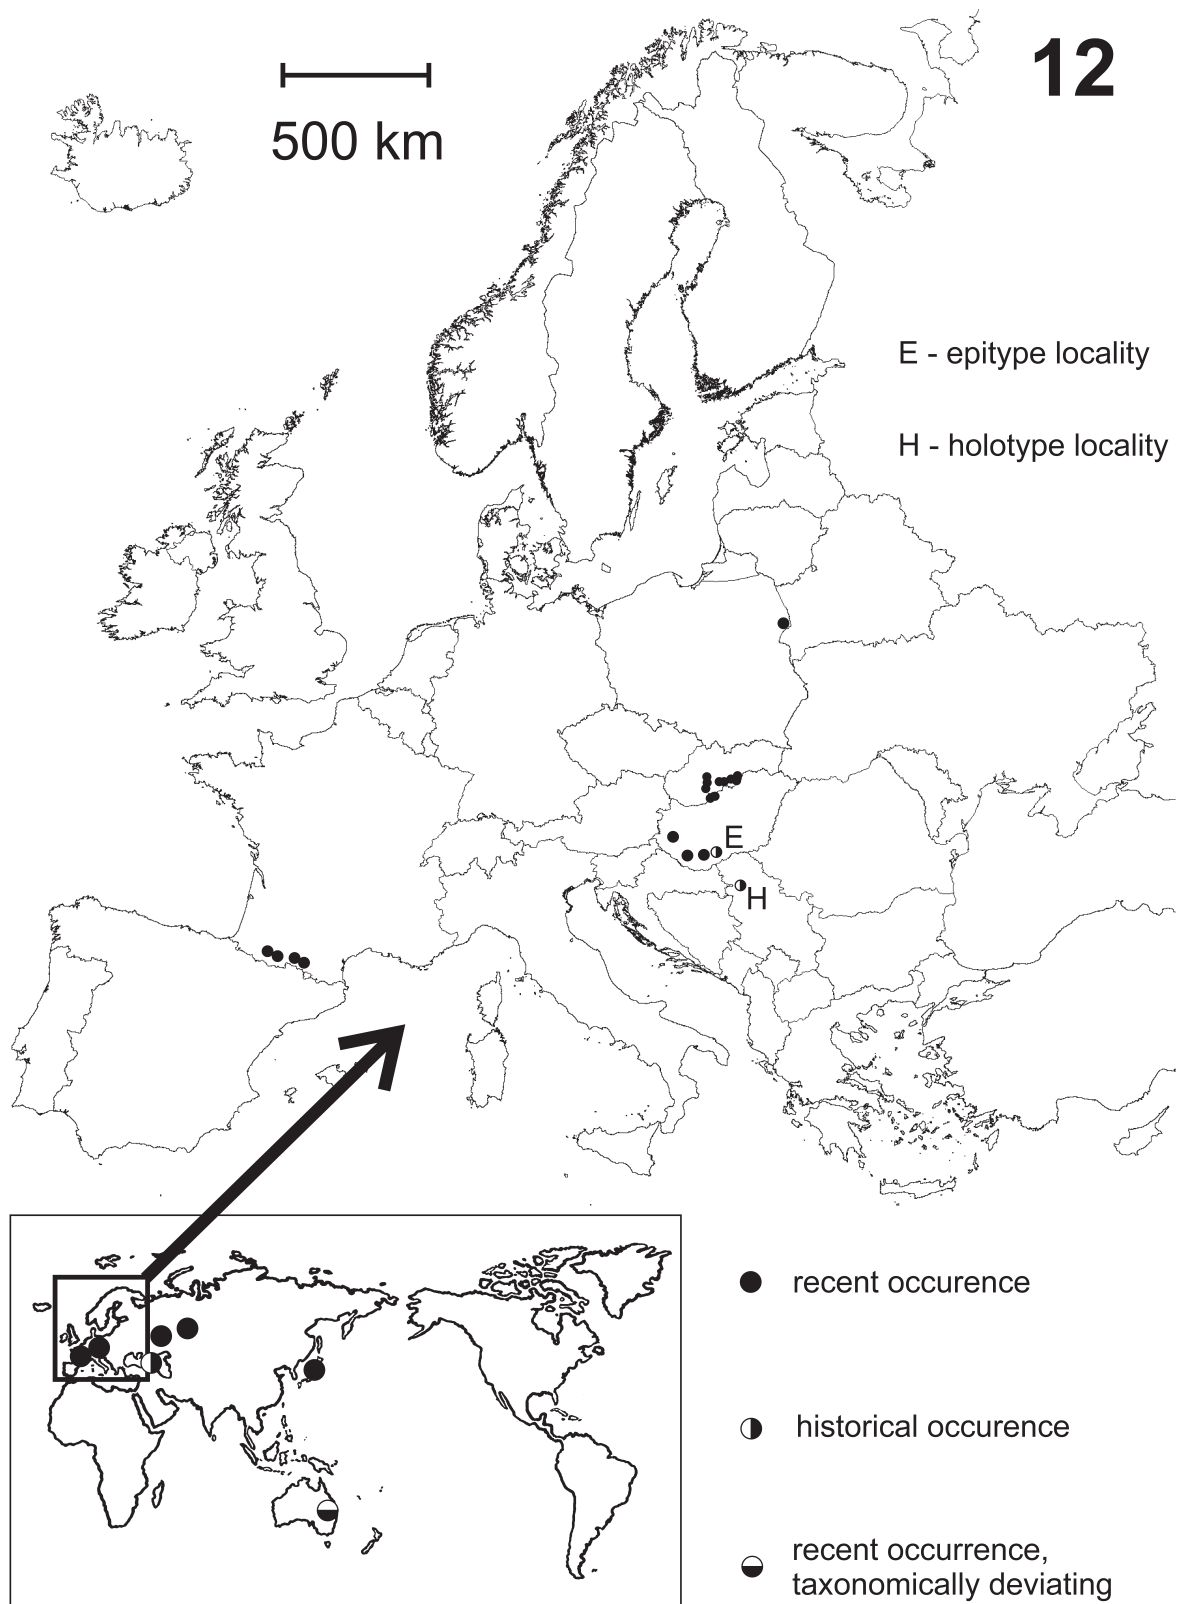 12
500 km
E - epitype locality
H - holotype locality
E
H
recent occurence
historical occurence
recent occurrence,
taxonomically deviating